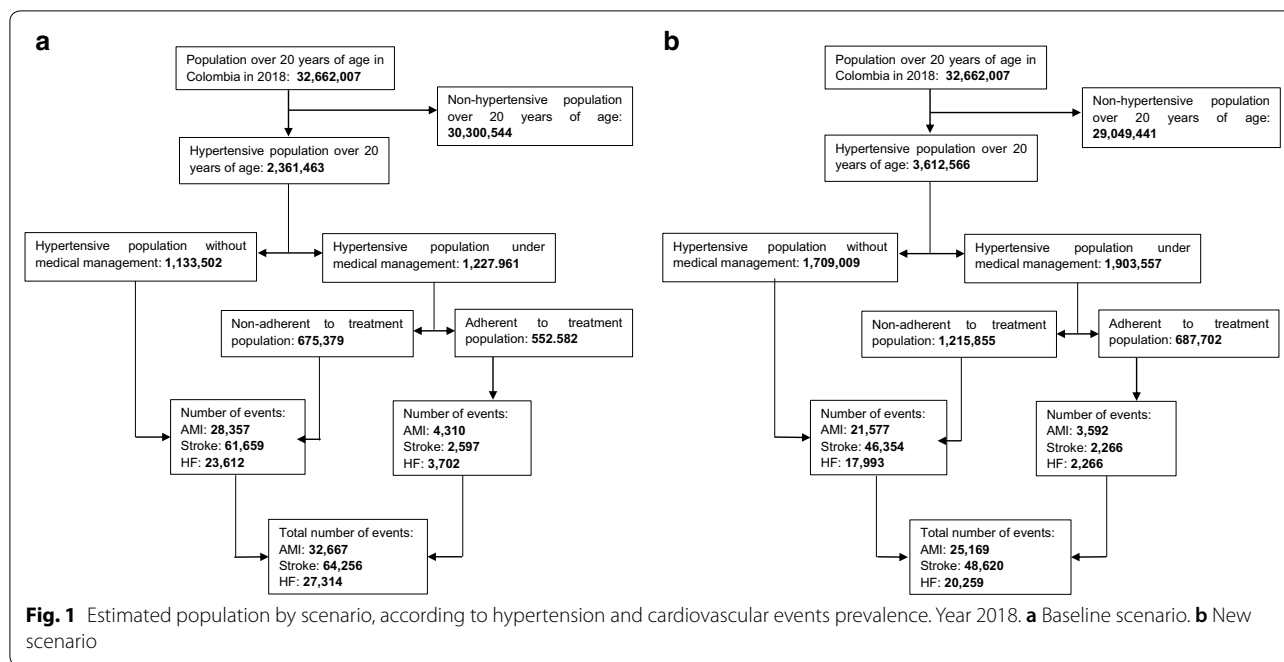 a
Population over 20 years of age in
Colombia in 2018: 32,662,007
Non-hypertensive population
over 20 years of age:
30,300,544
Hypertensive population over 20
years of age: 2,361,463
Hypertensive population without
medical management: 1,133,502
Hypertensive population under
medical management: 1,227.961
Non-adherent to treatment
population: 675,379
Adherent to treatment
population: 552.582
Number of events:
AMI: 28,357
Stroke: 61,659
HF: 23,612
Number of events:
AMI: 4,310
Stroke: 2,597
HF: 3,702
Total number of events:
AMI: 32,667
Stroke: 64,256
HF: 27,314
b
Population over 20 years of age in
Colombia in 2018: 32,662,007
Non-hypertensive population
over 20 years of age:
29,049,441
Hypertensive population over 20
years of age: 3,612,566
Hypertensive population without
medical management: 1,709,009
Hypertensive population under
medical management: 1,903,557
Non-adherent to treatment
population: 1,215,855
Adherent to treatment
population: 687,702
Number of events:
AMI: 21,577
Stroke: 46,354
HF: 17,993
Number of events:
AMI: 3,592
Stroke: 2,266
HF: 2,266
Total number of events:
AMI: 25,169
Stroke: 48,620
HF: 20,259
Fig. 1 Estimated population by scenario, according to hypertension and cardiovascular events prevalence. Year 2018. a Baseline scenario. b New
scenario